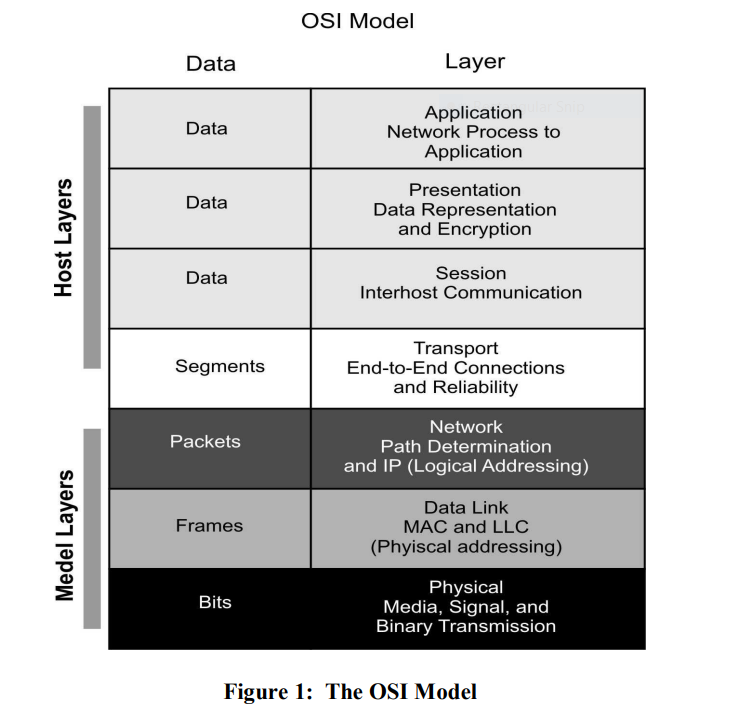 OSI Model
Data
Layer
Host Layers
Data
Application
Network Process to
Application
Data
Presentation
Data Representation
and Encryption
Data
Session
Interhost Communication
Segments
Transport
End-to-End Connections
and Reliability
Medel Layers
Packets
Network
Path Determination
and IP (Logical Addressing)
Frames
Data Link
MAC and LLC
(Phyiscal addressing)
Bits
Physical
Media, Signal, and
Binary Transmission
Figure 1: The OSI Model